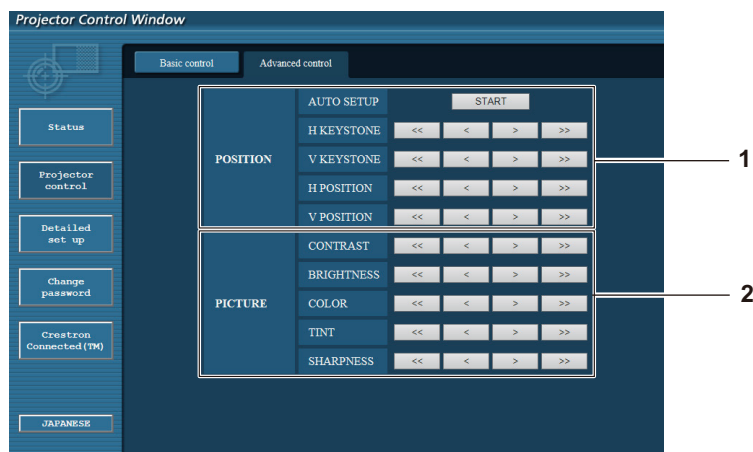 Projector Control Window
Basic control
Advanced control
Status
Projector
control
Detailed
set up
Change
password
Crestron
Connected(TM)
JAPANESE
POSITION
AUTO SETUP START
H KEYSTONE << < > >>
V KEYSTONE << < > >>
H POSITION << < > >>
V POSITION << < > >>
1
PICTURE
CONTRAST << < > >>
BRIGHTNESS << < > >>
COLOR << < > >>
TINT << < > >>
SHARPNESS << < > >>
2